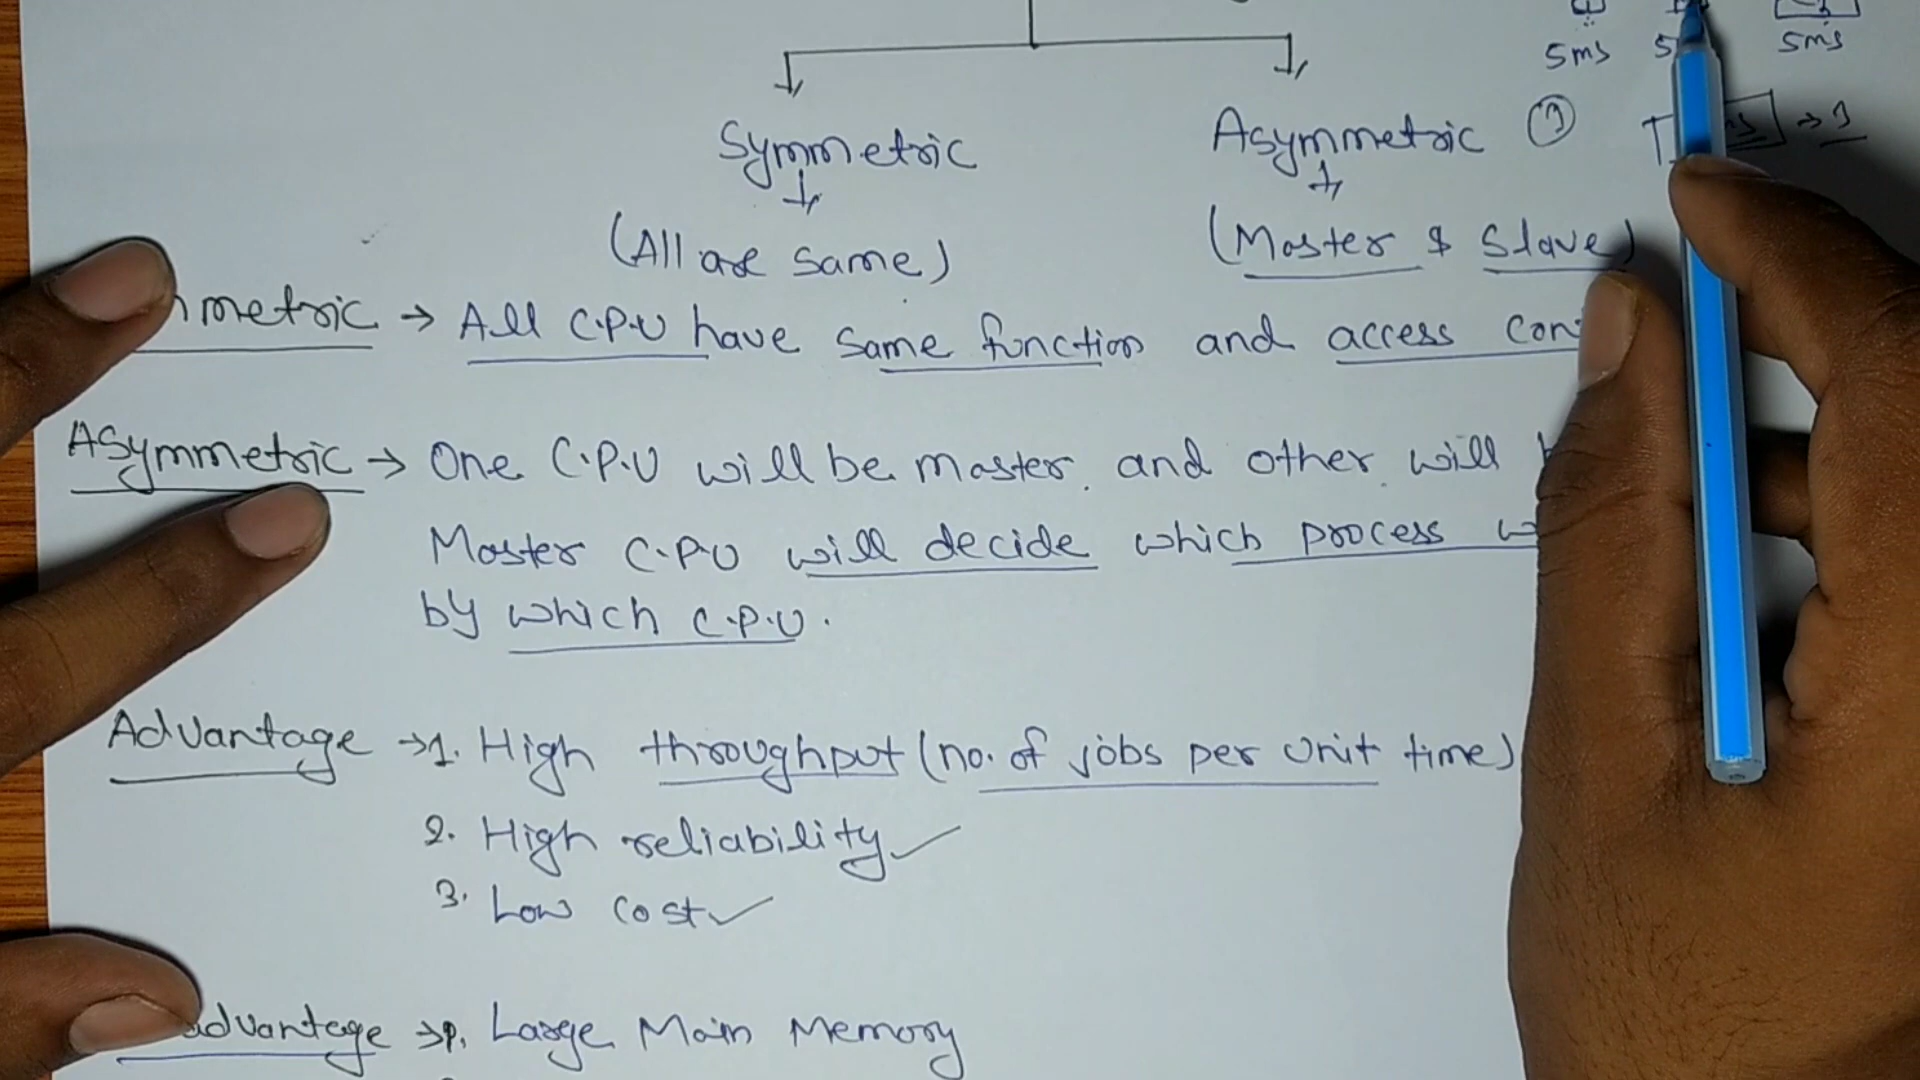 5ms 5ms
Symmetric Asymmetric
(All are same) (Master & Slave)
metric → All C.P.U have same function and access con
Asymmetric → One C.P.U will be master and other will
Master C.P.U will decide which process w
by which C.P.U.
Advantage → 1. High throughput (no. of jobs per unit time)
2. High reliability ✓
3. Low cost ✓
advantage → 1. Large Main Memory